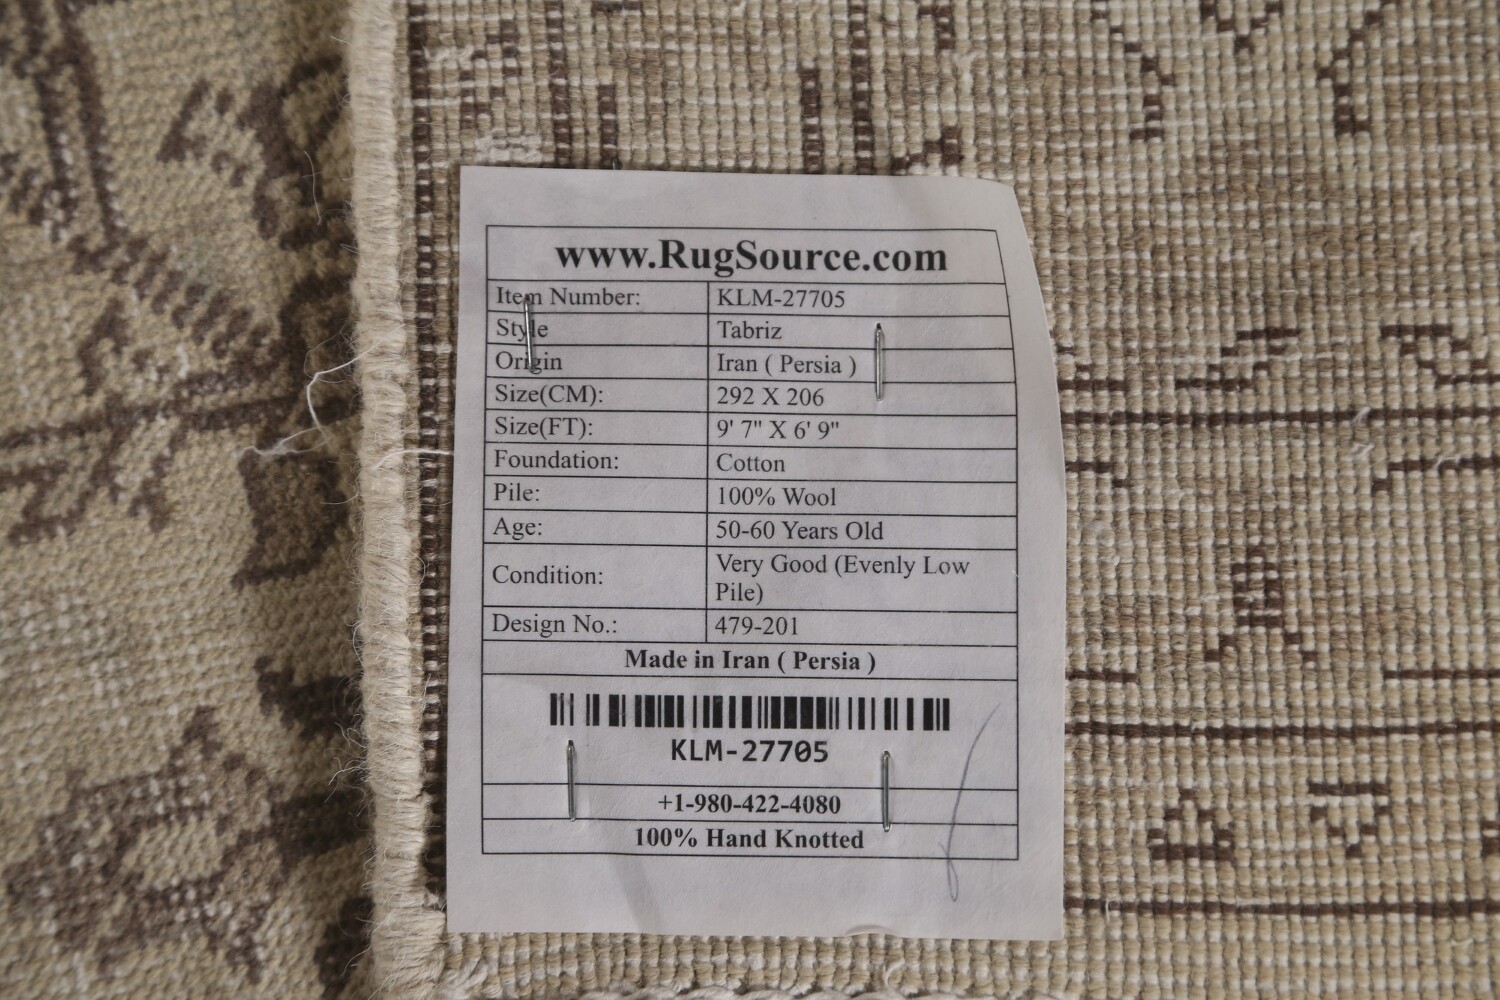 www.RugSource.com
Item Number: KLM-27705
Style Tabriz
Origin Iran ( Persia )
Size(CM): 292 X 206
Size(FT): 9' 7" X 6' 9"
Foundation: Cotton
Pile: 100% Wool
Age: 50-60 Years Old
Condition: Very Good (Evenly Low
Pile)
Design No.: 479-201
Made in Iran ( Persia )
KLM-27705
+1-980-422-4080
100% Hand Knotted